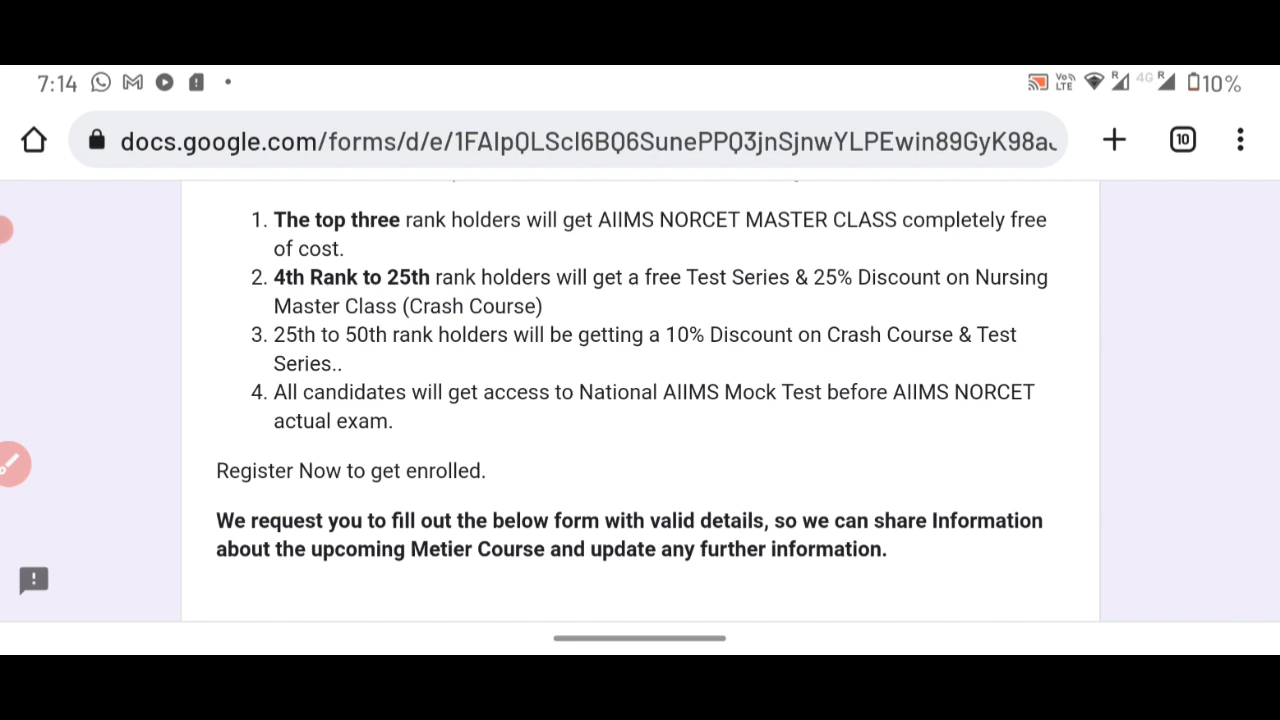 7:14
VoLTE R 4G R 10%
docs.google.com/forms/d/e/1FAIpQLScl6BQ6SunePPQ3jnSjnwYLPEwin89GyK98a
10
1. The top three rank holders will get AIIMS NORCET MASTER CLASS completely free
of cost.
2. 4th Rank to 25th rank holders will get a free Test Series & 25% Discount on Nursing
Master Class (Crash Course)
3. 25th to 50th rank holders will be getting a 10% Discount on Crash Course & Test
Series..
4. All candidates will get access to National AIIMS Mock Test before AIIMS NORCET
actual exam.
Register Now to get enrolled.
We request you to fill out the below form with valid details, so we can share Information
about the upcoming Metier Course and update any further information.